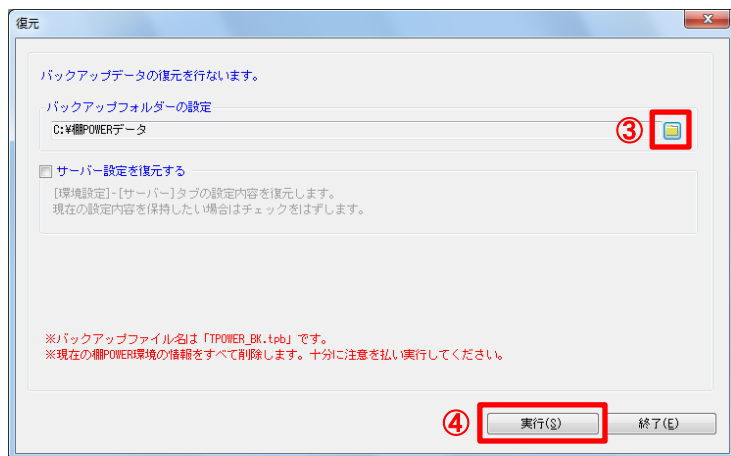 復元
バックアップデータの復元を行ないます。
バックアップフォルダーの設定
C:¥棚POWERデータ
③
サーバー設定を復元する
[環境設定]-[サーバー]タブの設定内容を復元します。
現在の設定内容を保持したい場合はチェックをはずします。
※バックアップファイル名は「TPOWER_BK.tpb」です。
※現在の棚POWER環境の情報をすべて削除します。十分に注意を払い実行してください。
④ 実行(S) 終了(E)